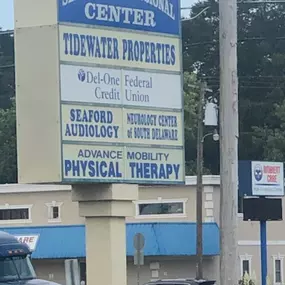 CENTER
TIDEWATER PROPERTIES
Del-One Federal
Credit Union
SEAFORD
AUDIOLOGY
NEUROLOGY CENTER
of SOUTH DELAWARE
ADVANCE MOBILITY
PHYSICAL THERAPY
CARE